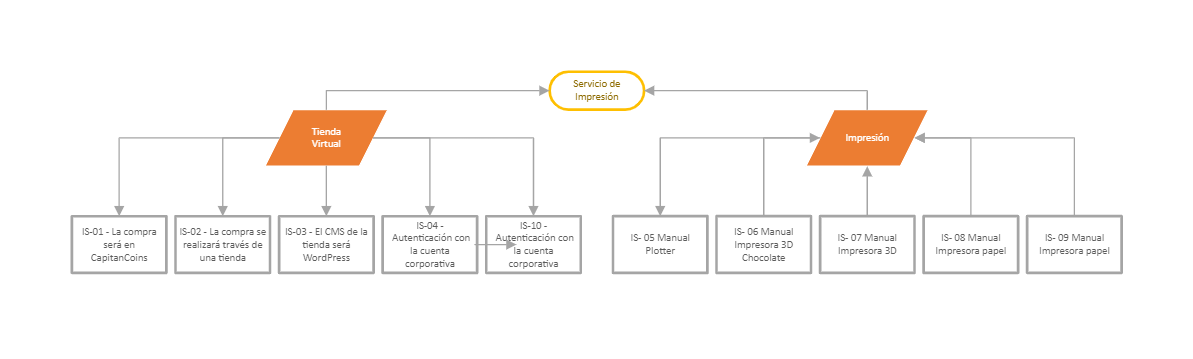 Servicio de
Impresión
Tienda
Virtual
Impresión
IS-01 - La compra
será en
CapitanCoins
IS-02 - La compra se
realizará través de
una tienda
IS-03 - El CMS de la
tienda será
WordPress
IS-04 -
Autenticación con
la cuenta
corporativa
IS-10 -
Autenticación con
la cuenta
corporativa
IS- 05 Manual
Plotter
IS- 06 Manual
Impresora 3D
Chocolate
IS- 07 Manual
Impresora 3D
IS- 08 Manual
Impresora papel
IS- 09 Manual
Impresora papel